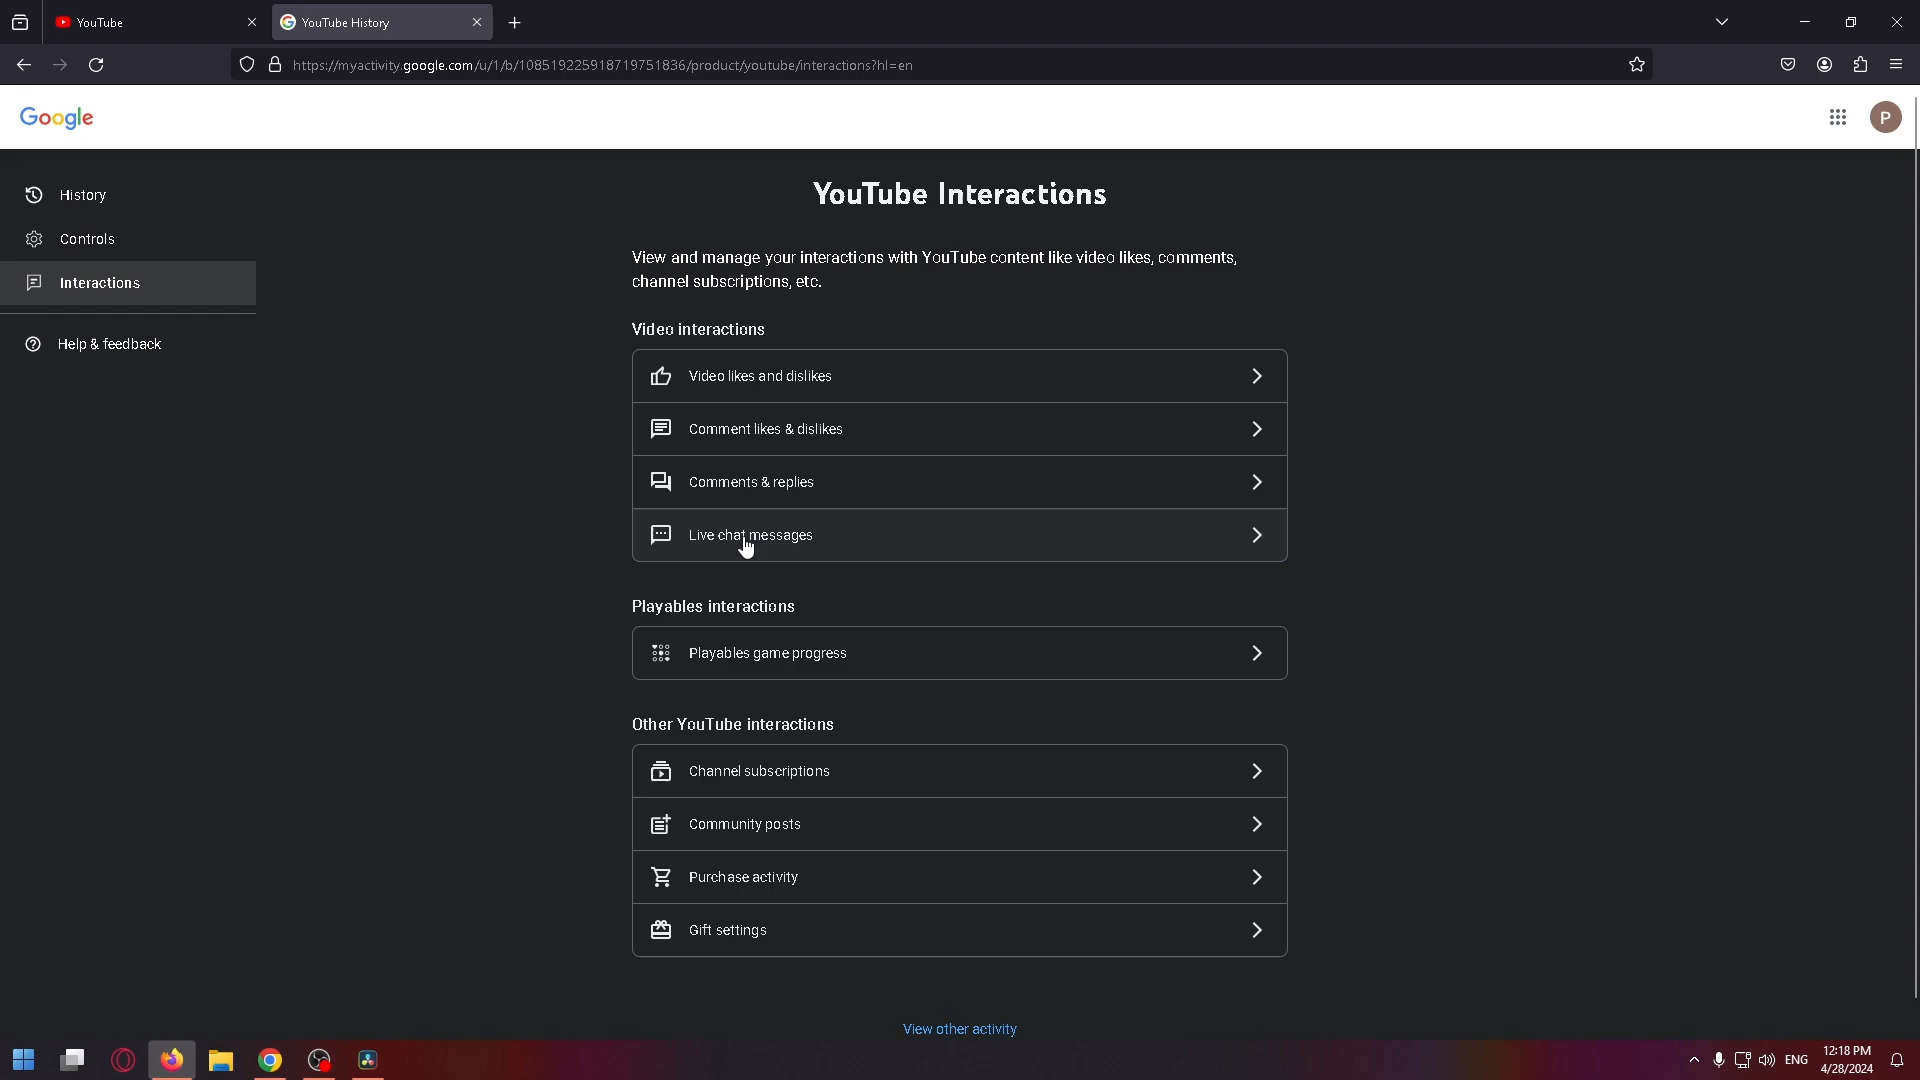 YouTube
YouTube History
https://myactivity.google.com/u/1/b/108519225918719751836/product/youtube/interactions?hl=en
Google
P
History
Controls
Interactions
Help & feedback
YouTube Interactions
View and manage your interactions with YouTube content like video likes, comments,
channel subscriptions, etc.
Video interactions
Video likes and dislikes
Comment likes & dislikes
Comments & replies
Live chat messages
Playables interactions
Playables game progress
Other YouTube interactions
Channel subscriptions
Community posts
Purchase activity
Gift settings
View other activity
ENG
12:18 PM
4/28/2024